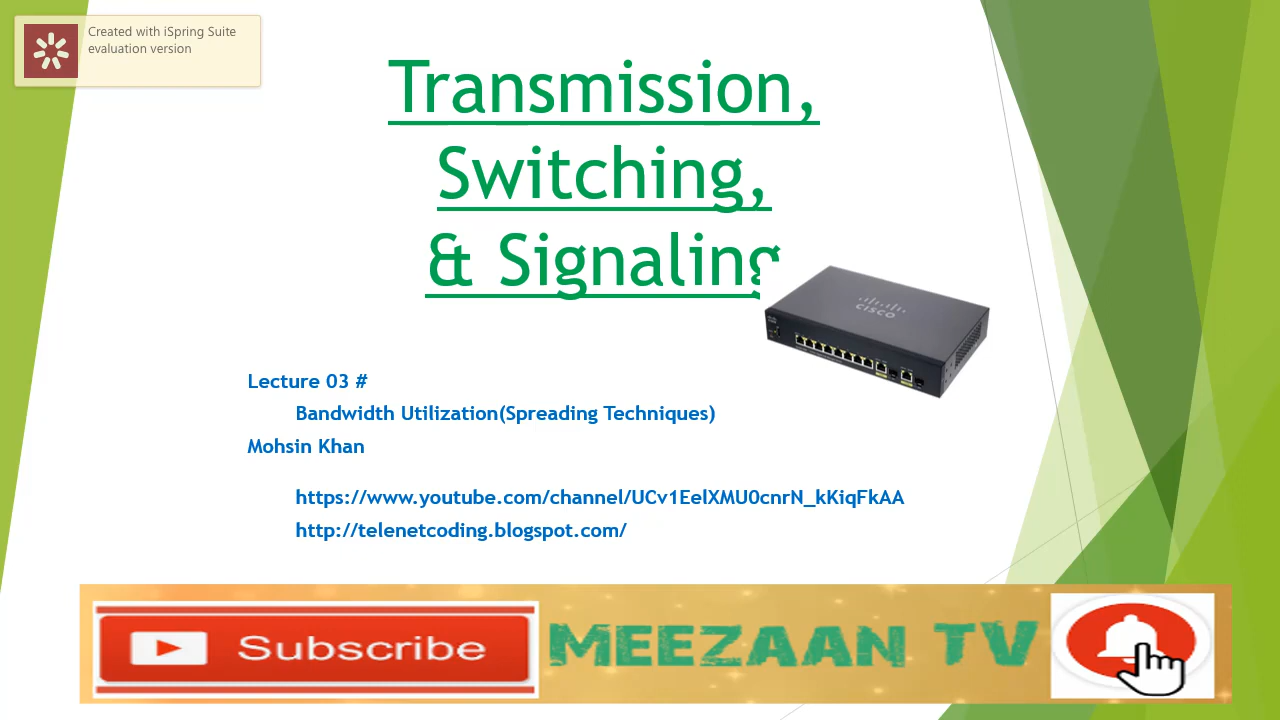 Created with iSpring Suite
evaluation version
Transmission,
Switching,
& Signaling
CISCO
Lecture 03 #
Bandwidth Utilization(Spreading Techniques)
Mohsin Khan
https://www.youtube.com/channel/UCv1EelXMU0cnrN_kKiqFkAA
http://telenetcoding.blogspot.com/
Subscribe
MEEZAAN TV